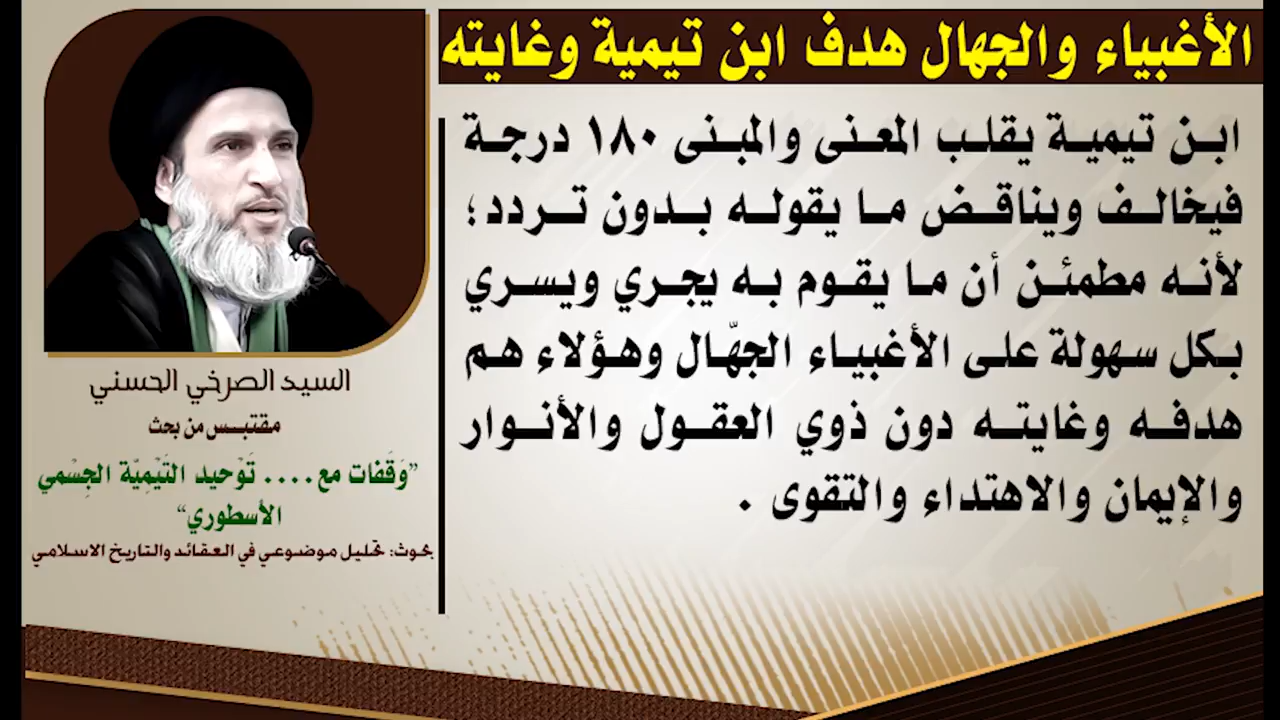 الأغبياء والجهال هدف ابن تيمية وغايته
ابن تيمية يقلب المعنى والمبنى ١٨٠ درجة
فيخالف ويناقض ما يقوله بدون تردد؛
لأنه مطمئن أن ما يقوم به يجري ويسري
بكل سهولة على الأغبياء الجهّال وهؤلاء هم
هدفه وغايته دون ذوي العقول والأنوار
والإيمان والاهتداء والتقوى .
السيد الصرخي الحسني
مقتبس من بحث
”وَقَفات مع.... تَوْحيد التَيْمِيّة الجِسْمي
الأسطوري“
بحوث: تحليل موضوعي في العقائد والتاريخ الاسلامي